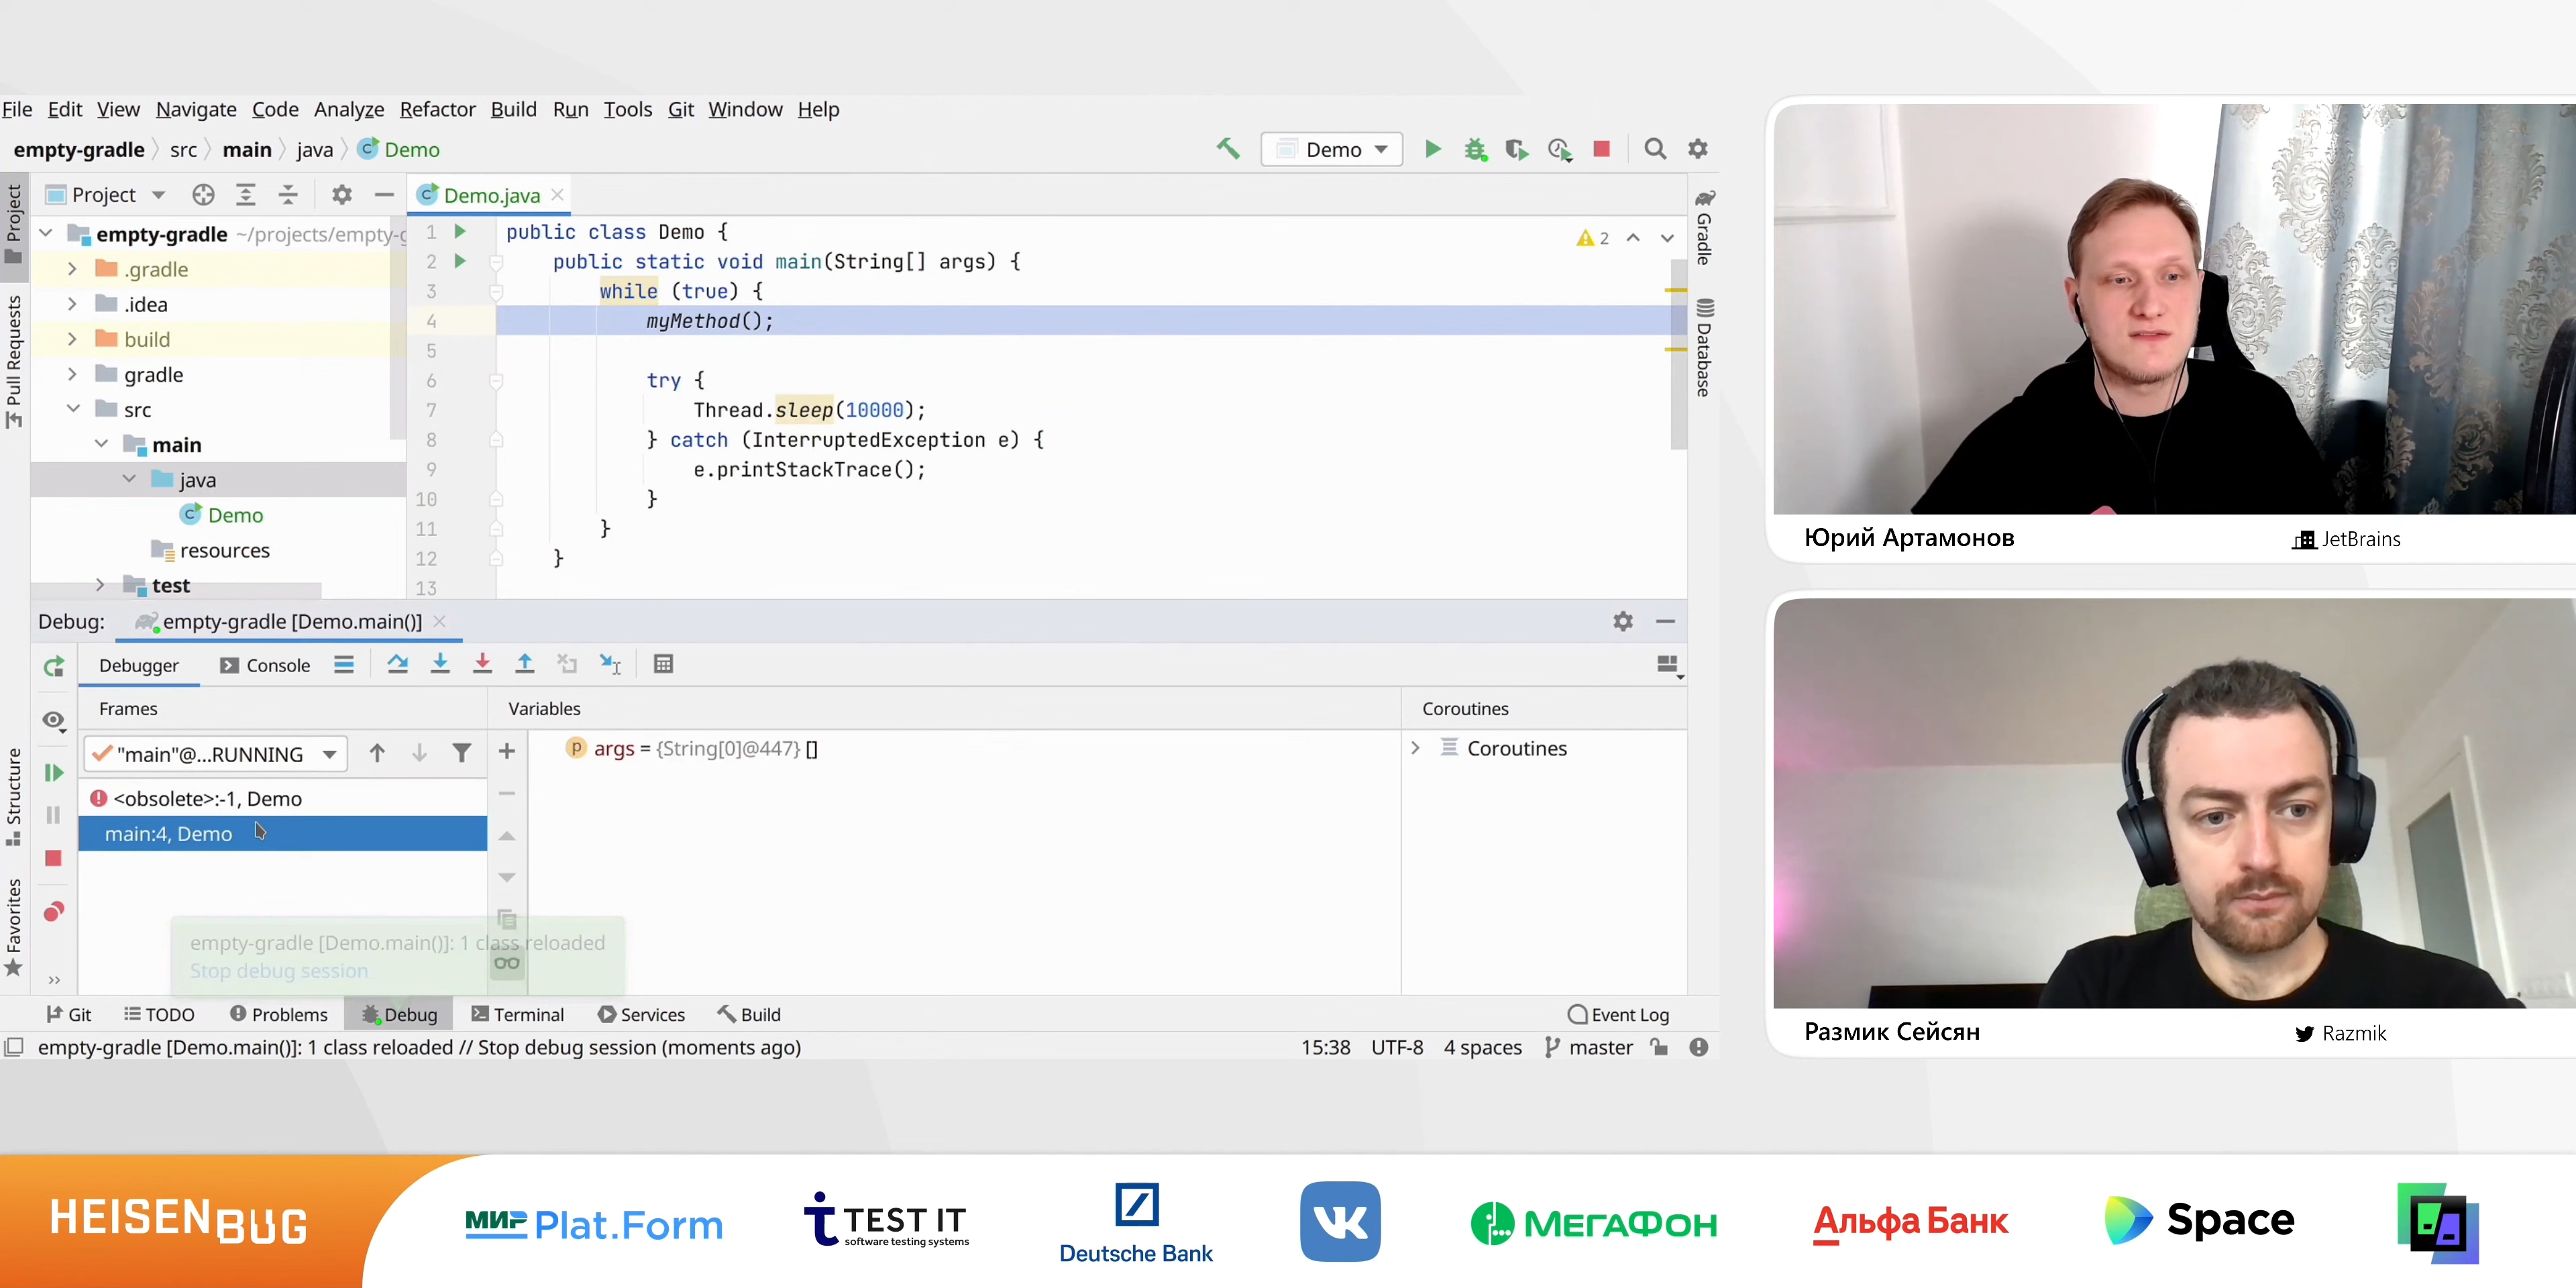 File Edit View Navigate Code Analyze Refactor Build Run Tools Git Window Help
empty-gradle src main java Demo
Demo
Project
Pull Requests
Structure
Favorites
Project
empty-gradle ~/projects/empty-g
.gradle
.idea
build
gradle
src
main
java
Demo
resources
test
Demo.java
2
1 public class Demo {
2 public static void main(String[] args) {
3 while (true) {
4 myMethod();
5
6 try {
7 Thread.sleep(10000);
8 } catch (InterruptedException e) {
9 e.printStackTrace();
10 }
11 }
12 }
13
Gradle
Database
Debug: empty-gradle [Demo.main()]
Debugger Console
Frames Variables Coroutines
"main"@...RUNNING
<obsolete>:-1, Demo
main:4, Demo
args = {String[0]@447} []
Coroutines
empty-gradle [Demo.main()]: 1 class reloaded
Stop debug session
Git TODO Problems Debug Terminal Services Build Event Log
empty-gradle [Demo.main()]: 1 class reloaded // Stop debug session (moments ago) 15:38 UTF-8 4 spaces master
Юрий Артамонов JetBrains
Размик Сейсян Razmik
HEISENBUG
МИР Plat.Form
TEST IT
software testing systems
Deutsche Bank
VK
МЕГАФОН
Альфа Банк
Space